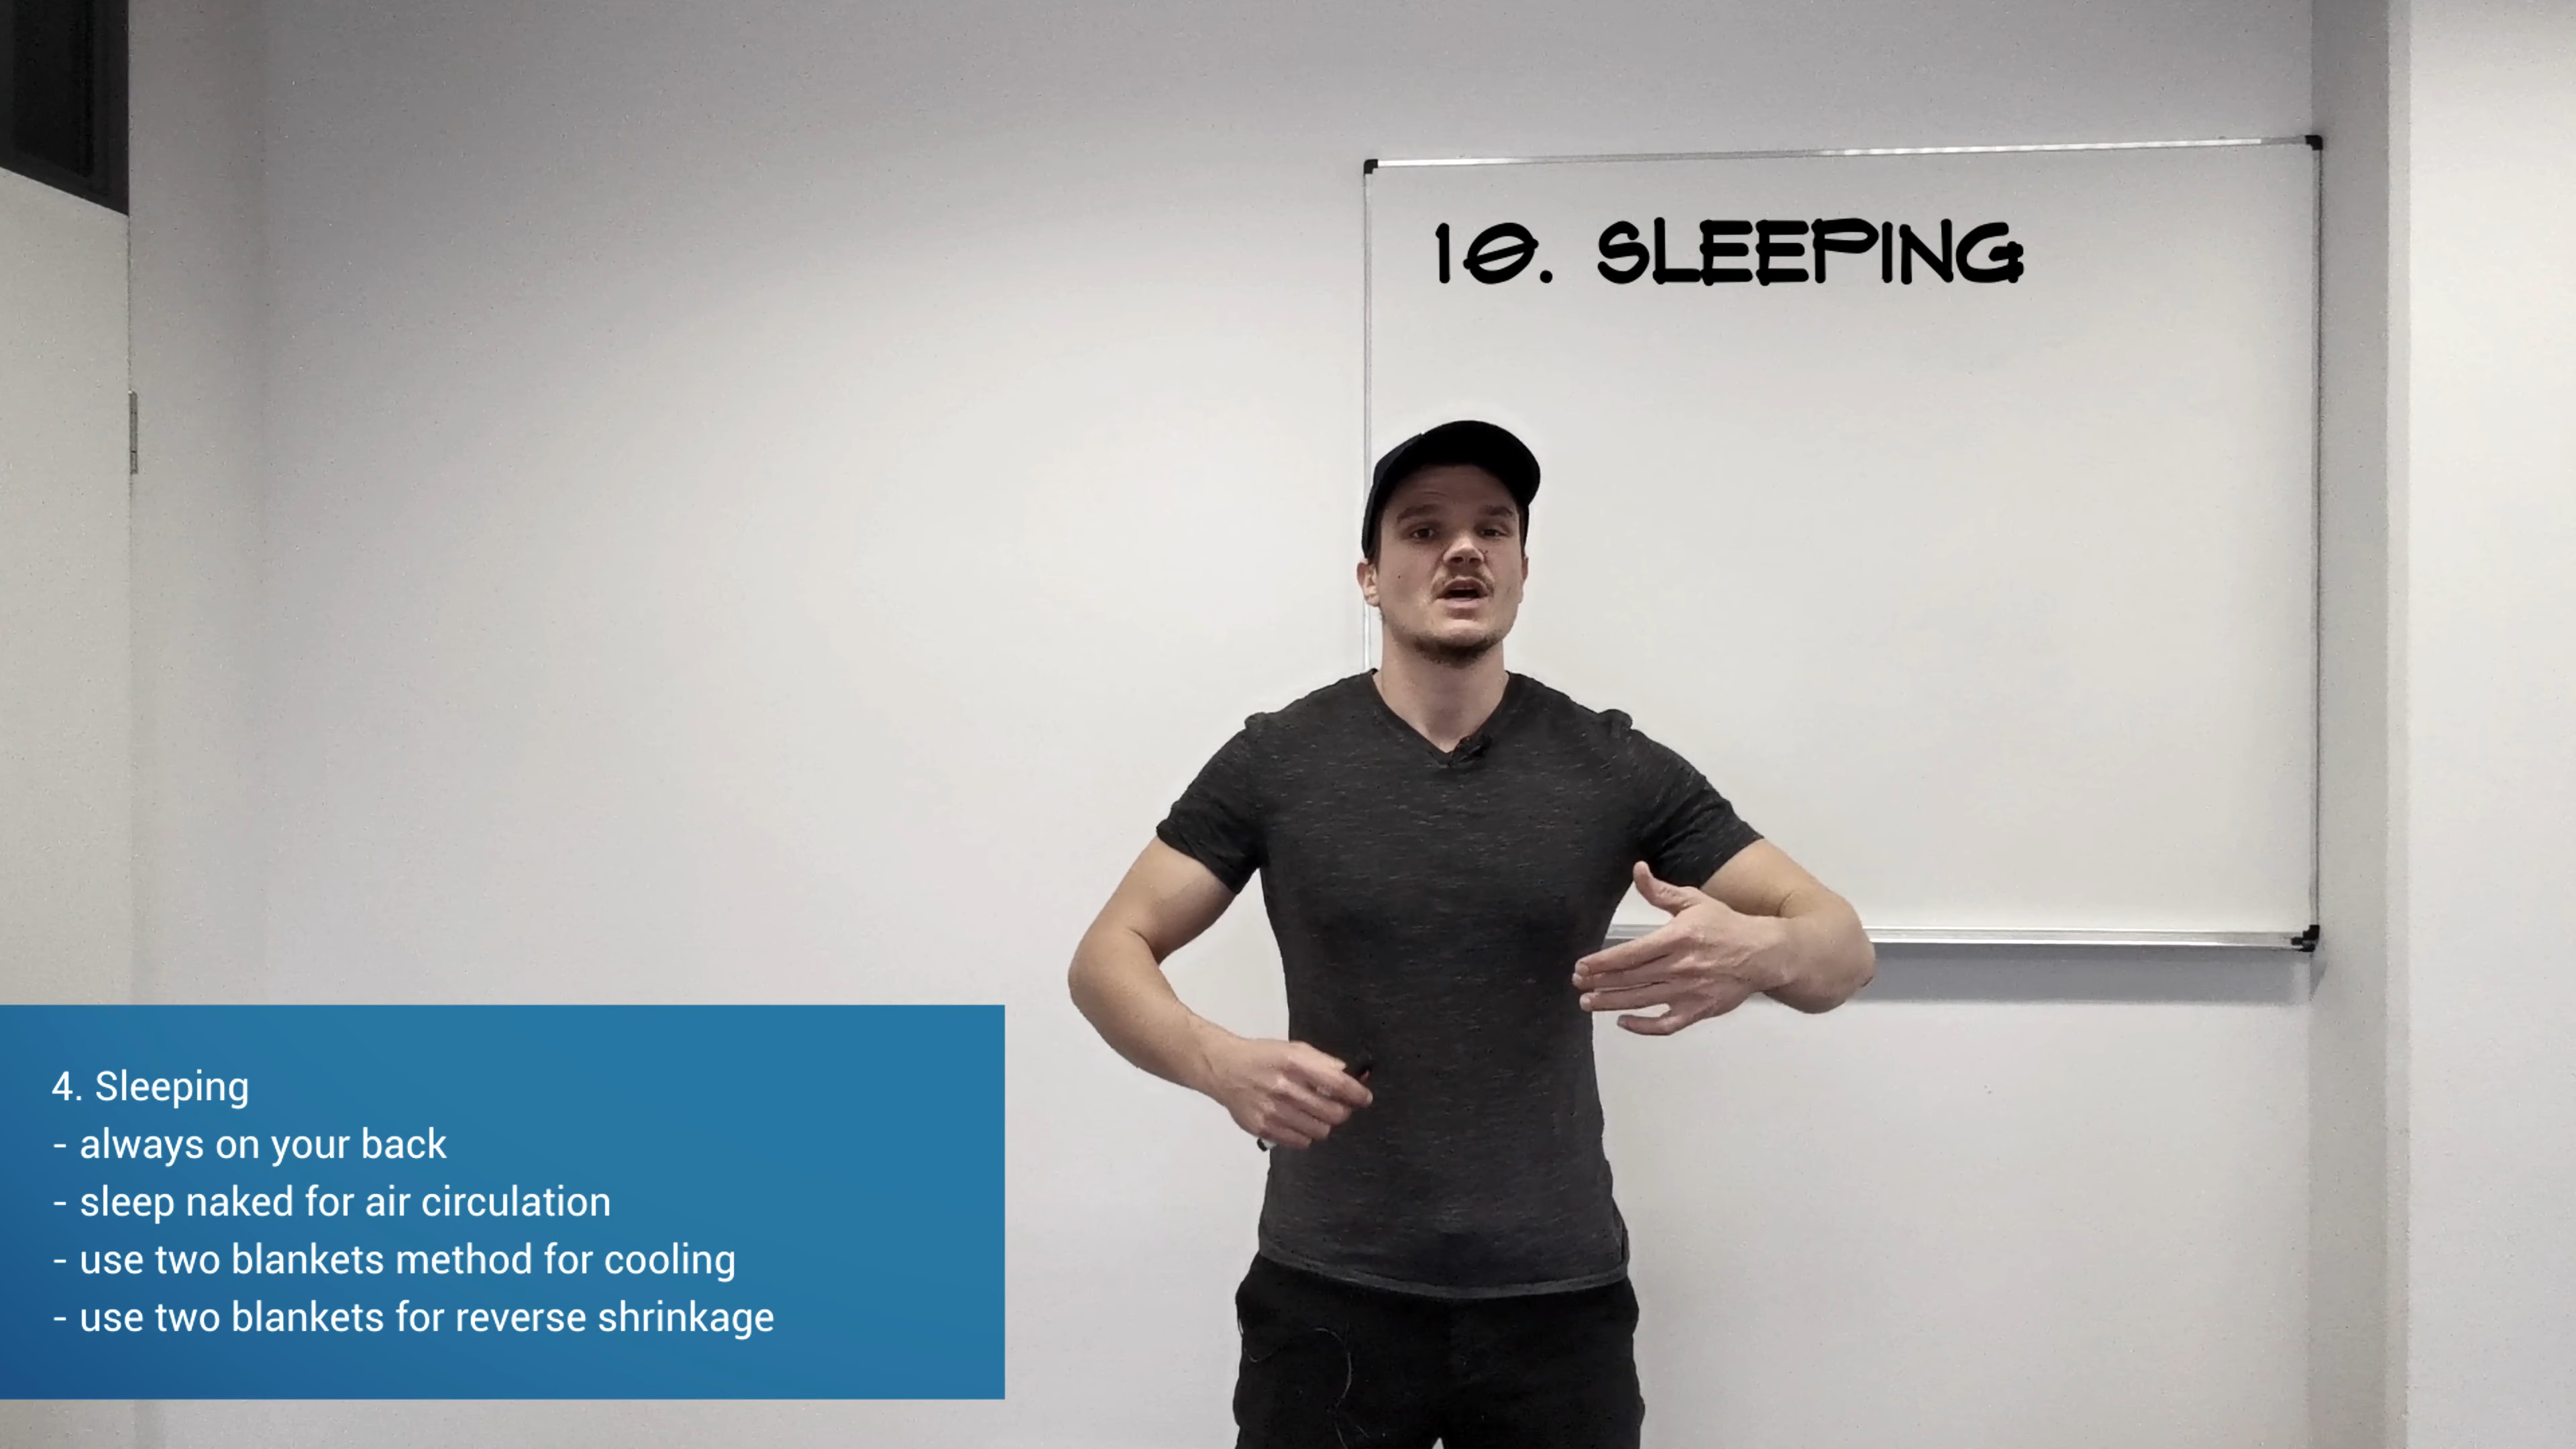 10. SLEEPING
4. Sleeping
- always on your back
- sleep naked for air circulation
- use two blankets method for cooling
- use two blankets for reverse shrinkage